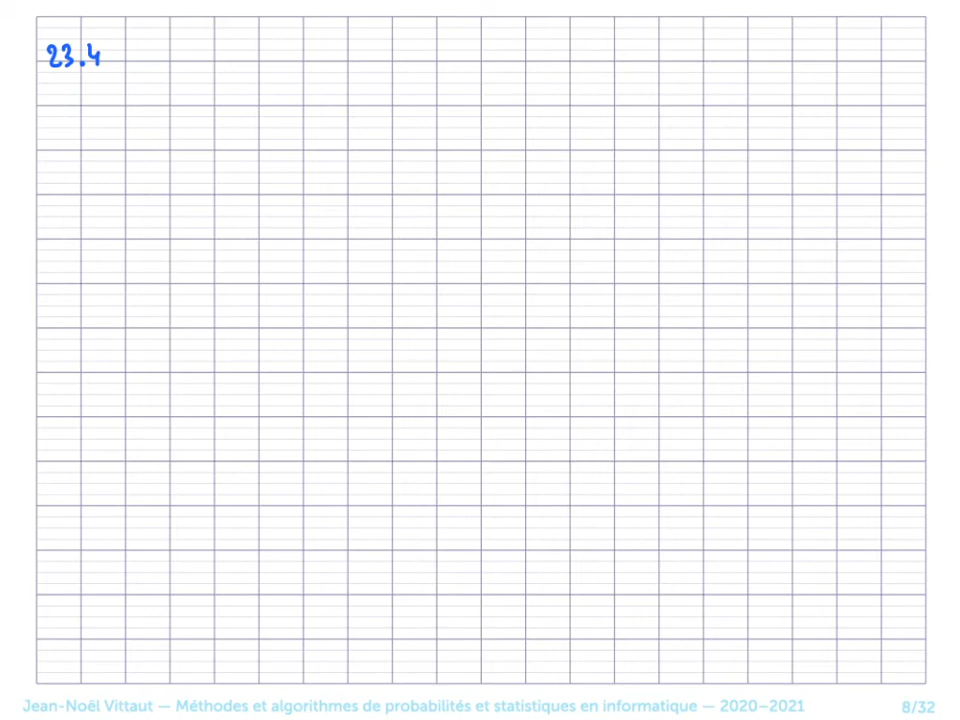 23.4
Jean-Noël Vittaut — Méthodes et algorithmes de probabilités et statistiques en informatique — 2020–2021 8/32